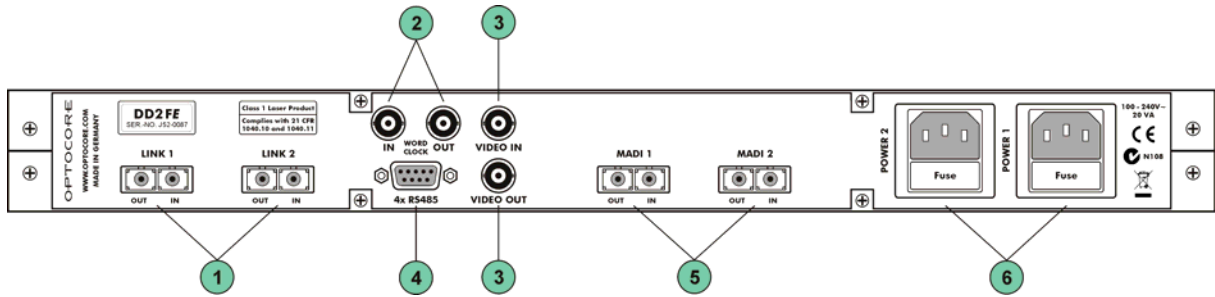 2
3
OPTOCORE
WWW.OPTOCORE.COM
MADE IN GERMANY
DD2FE
SER.-NO. J52-0087
Class 1 Laser Product
Complies with 21 CFR
1040.10 and 1040.11
LINK 1
LINK 2
OUT IN
OUT IN
IN
WORD
CLOCK
OUT
VIDEO IN
4x RS485
VIDEO OUT
MADI 1
MADI 2
OUT IN
OUT IN
POWER 2
Fuse
POWER 1
Fuse
100 - 240V~
20 VA
CE
N108
1
4
3
5
6